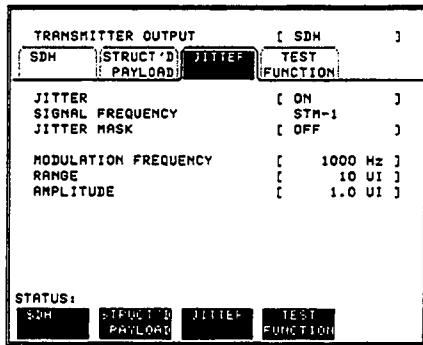 TRANSMITTER OUTPUT [ SDH ]
SDH STRUCT'D PAYLOAD JITTER TEST FUNCTION
JITTER [ ON ]
SIGNAL FREQUENCY STM-1
JITTER MASK [ OFF ]
MODULATION FREQUENCY [ 1000 Hz ]
RANGE [ 10 UI ]
AMPLITUDE [ 1.0 UI ]
STATUS:
SDH STRUCT'D PAYLOAD JITTER TEST FUNCTION